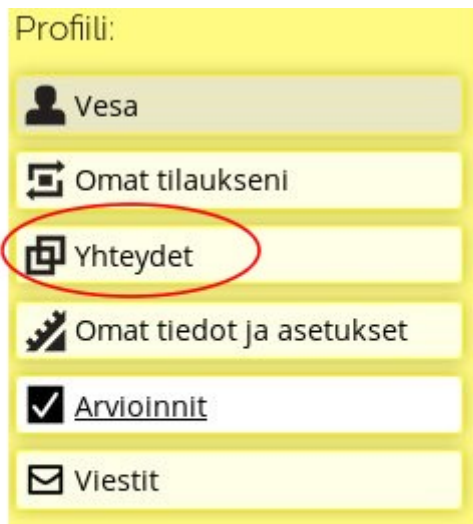 Profiili:
Vesa
Omat tilaukseni
Yhteydet
Omat tiedot ja asetukset
Arvioinnit
Viestit